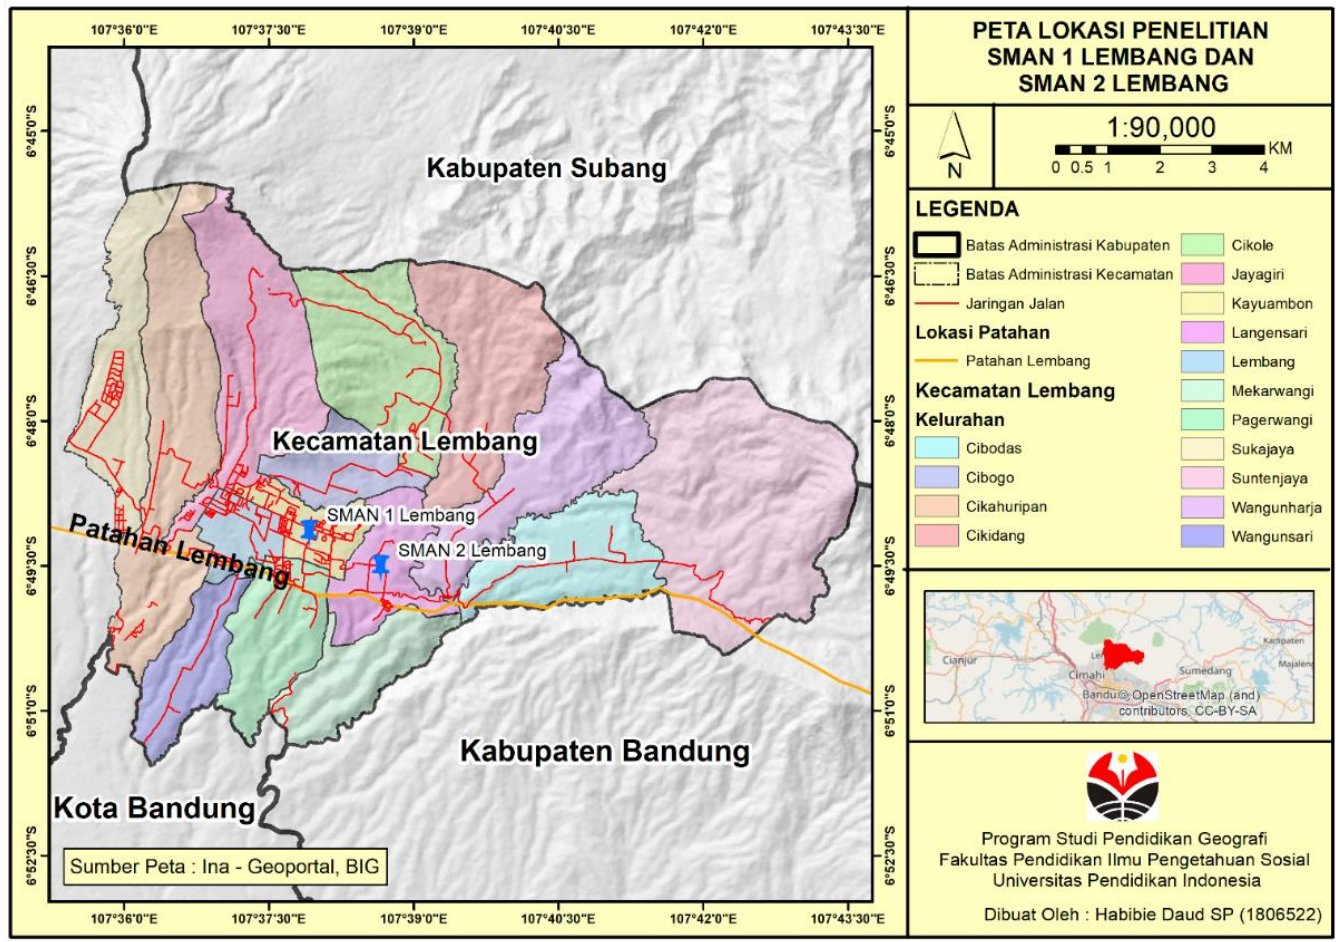 107°36'0"E 107°37'30"E 107°39'0"E 107°40'30"E 107°42'0"E 107°43'30"E
6°45'0"S 6°45'0"S
6°46'30"S 6°46'30"S
6°48'0"S 6°48'0"S
6°49'30"S 6°49'30"S
6°51'0"S 6°51'0"S
6°52'30"S 6°52'30"S
Kabupaten Subang
Kecamatan Lembang
SMAN 1 Lembang
Patahan Lembang
SMAN 2 Lembang
Kabupaten Bandung
Kota Bandung
Sumber Peta : Ina - Geoportal, BIG
107°36'0"E 107°37'30"E 107°39'0"E 107°40'30"E 107°42'0"E 107°43'30"E
PETA LOKASI PENELITIAN
SMAN 1 LEMBANG DAN
SMAN 2 LEMBANG
N
1:90,000
KM
0 0.5 1 2 3 4
LEGENDA
Batas Administrasi Kabupaten
Batas Administrasi Kecamatan
Jaringan Jalan
Lokasi Patahan
Patahan Lembang
Kecamatan Lembang
Kelurahan
Cibodas
Cibogo
Cikahuripan
Cikidang
Cikole
Jayagiri
Kayuambon
Langensari
Lembang
Mekarwangi
Pagerwangi
Sukajaya
Suntenjaya
Wangunharja
Wangunsari
Kadipaten
Cianjur
Le
Majaleng
Cimahi
Sumedang
Bandu © OpenStreetMap (and)
contributors, CC-BY-SA
Program Studi Pendidikan Geografi
Fakultas Pendidikan Ilmu Pengetahuan Sosial
Universitas Pendidikan Indonesia
Dibuat Oleh : Habibie Daud SP (1806522)